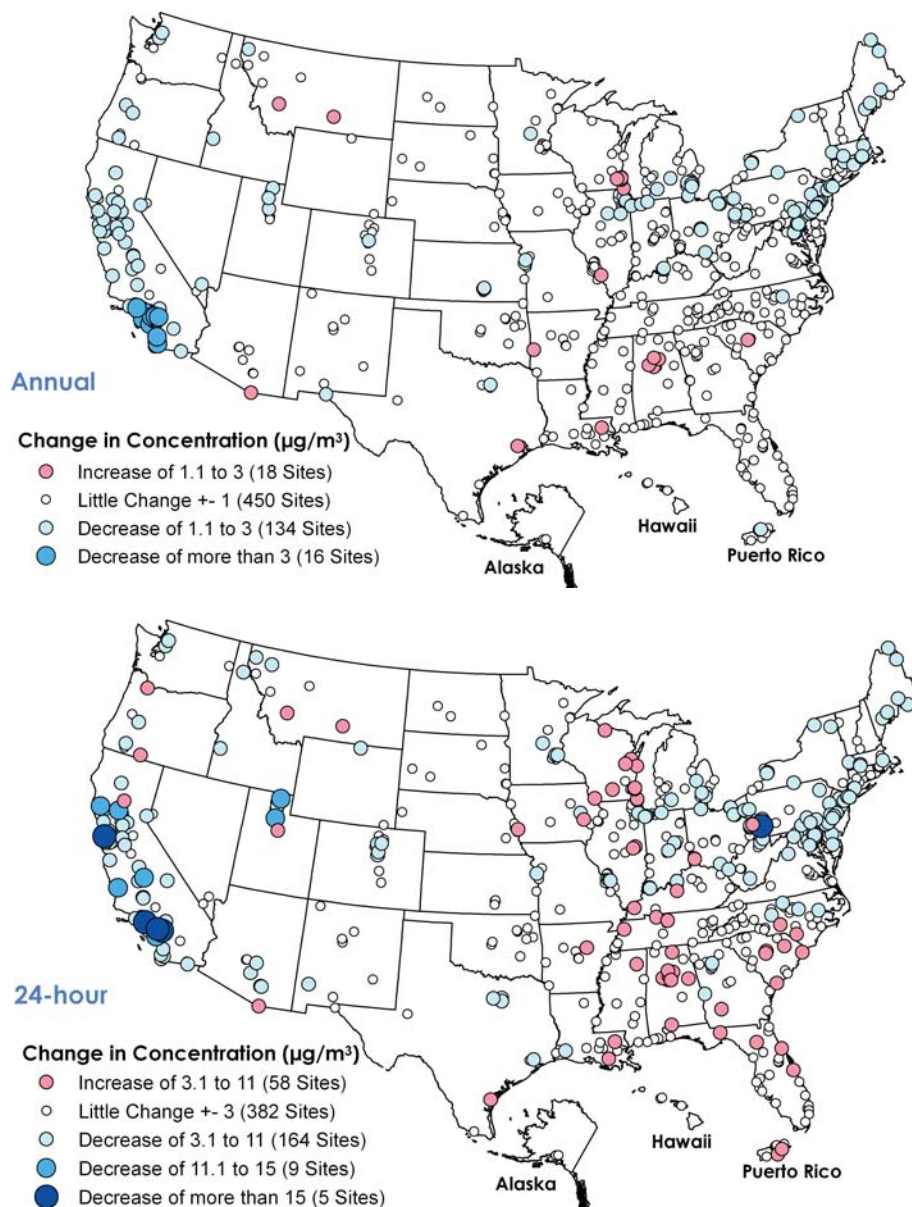 Annual
Change in Concentration (µg/m³)
Increase of 1.1 to 3 (18 Sites)
Little Change +- 1 (450 Sites)
Decrease of 1.1 to 3 (134 Sites)
Decrease of more than 3 (16 Sites)
Alaska
Hawaii
Puerto Rico
24-hour
Change in Concentration (µg/m³)
Increase of 3.1 to 11 (58 Sites)
Little Change +- 3 (382 Sites)
Decrease of 3.1 to 11 (164 Sites)
Decrease of 11.1 to 15 (9 Sites)
Decrease of more than 15 (5 Sites)
Alaska
Hawaii
Puerto Rico